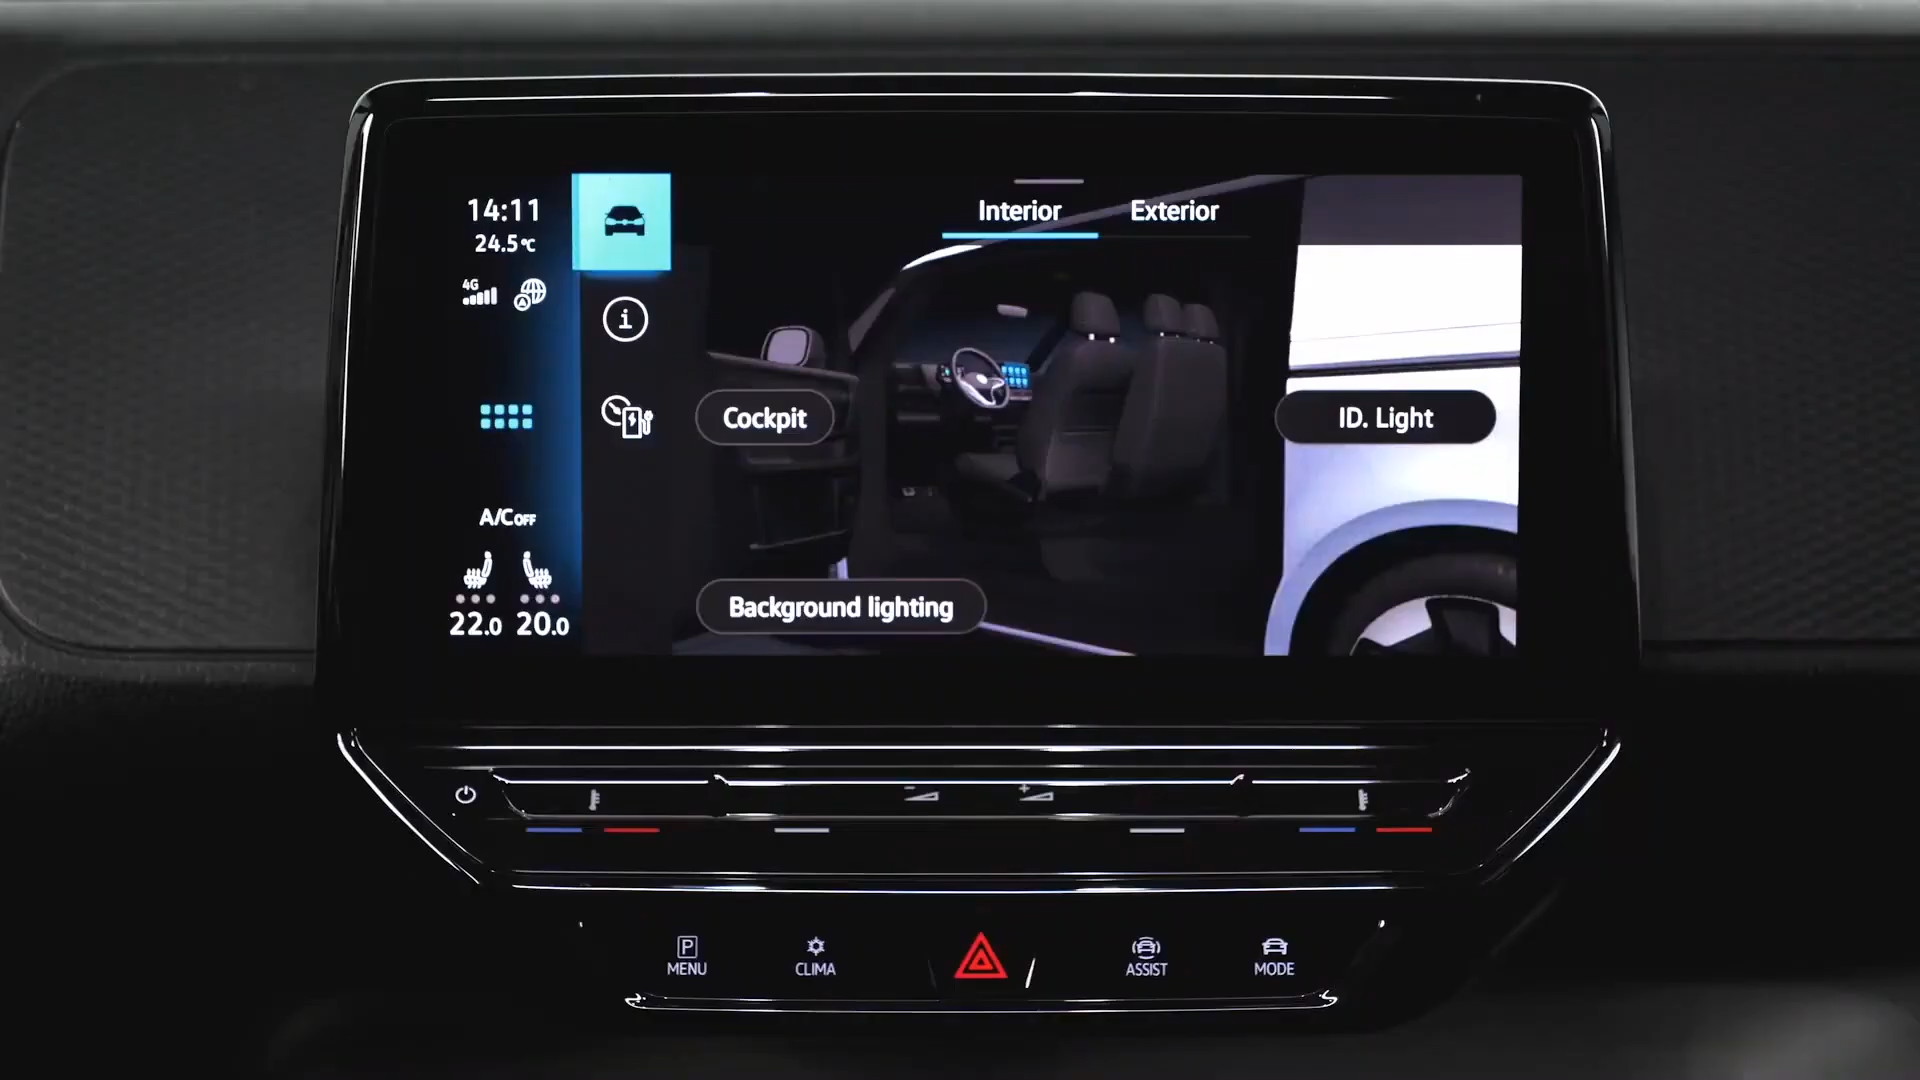 14:11
24.5°C
4G
A/C OFF
22.0 20.0
Interior Exterior
Cockpit
ID. Light
Background lighting
P
MENU
CLIMA
ASSIST
MODE